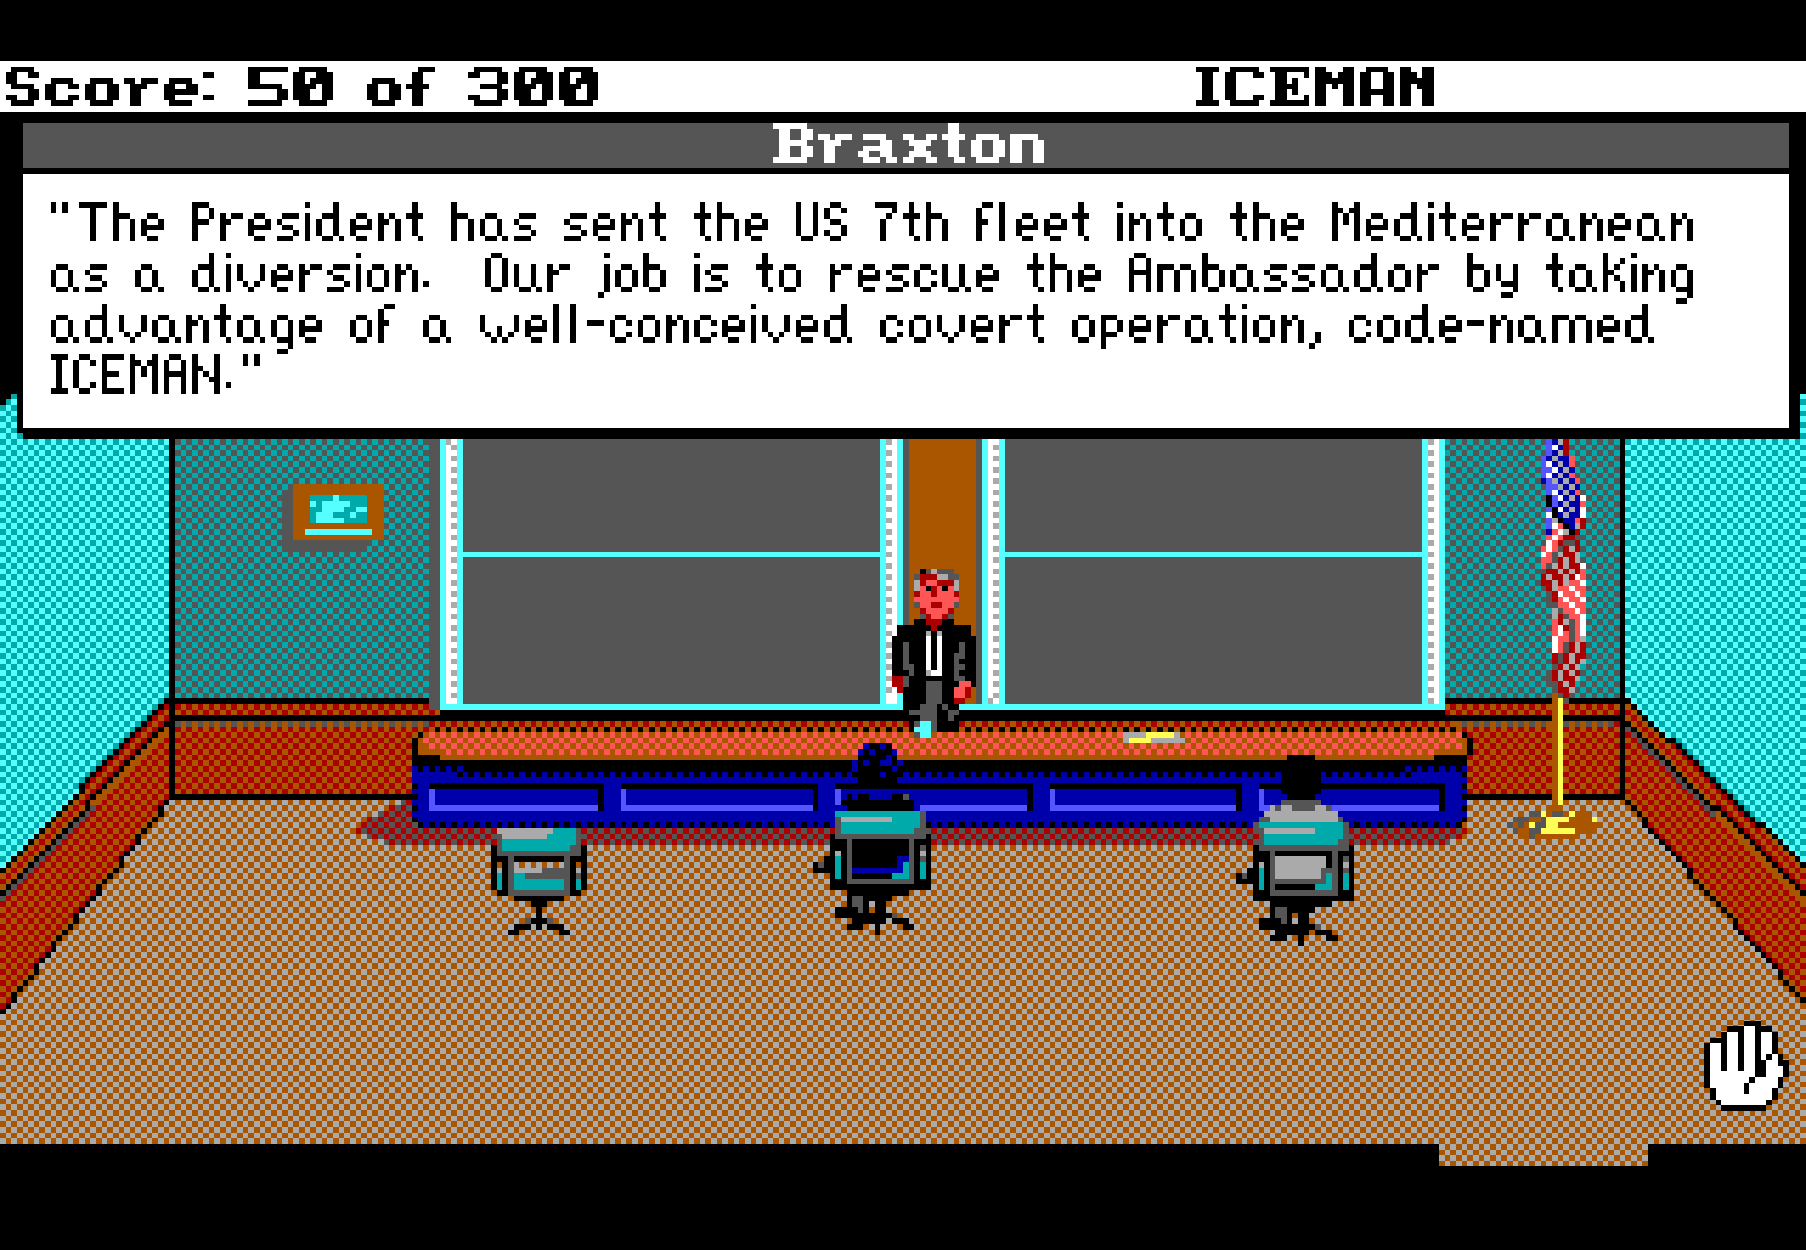 Score: 50 of 300 ICEMAN
Braxton
"The President has sent the US 7th fleet into the Mediterranean
as a diversion. Our job is to rescue the Ambassador by taking
advantage of a well-conceived covert operation, code-named
ICEMAN."